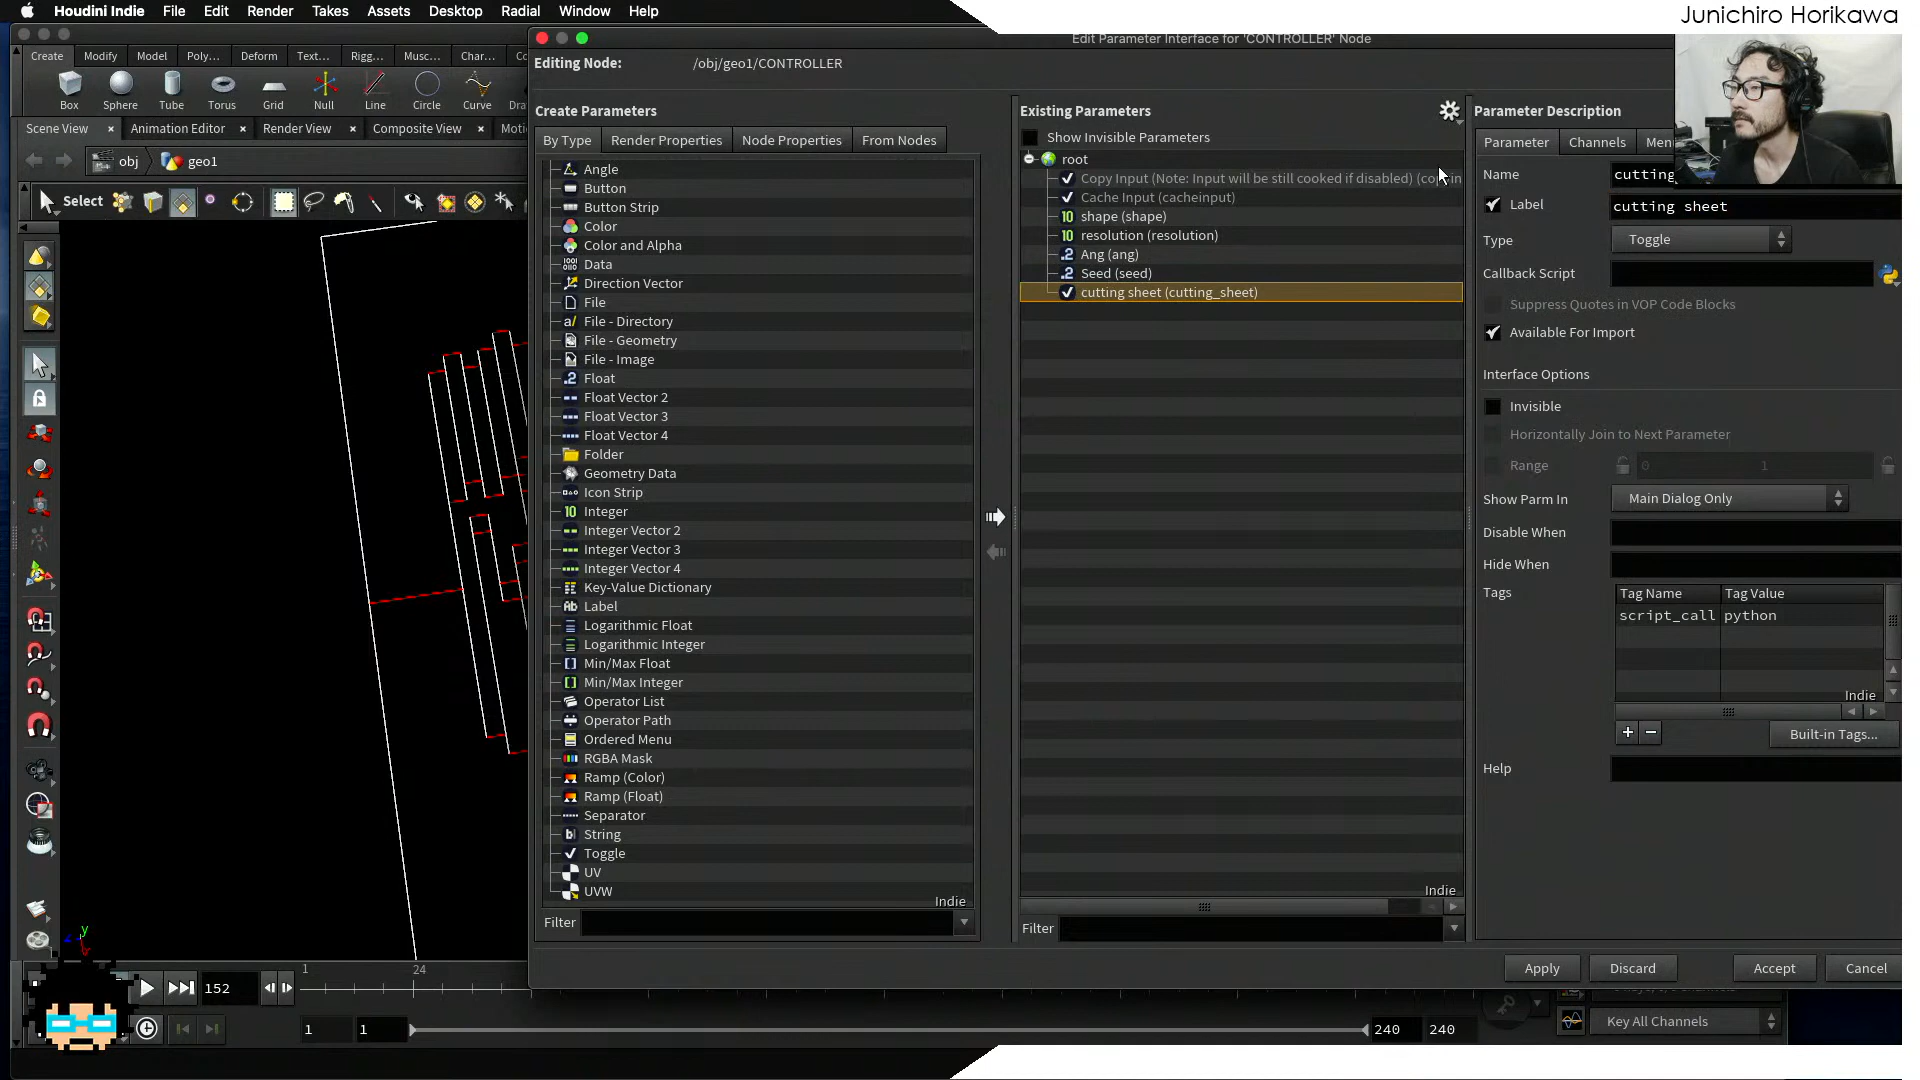 Houdini Indie File Edit Render Takes Assets Desktop Radial Window Help
Junichiro Horikawa
Edit Parameter Interface for 'CONTROLLER' Node
Create Modify Model Poly... Deform Text... Rigg... Musc... Char...
Box Sphere Tube Torus Grid Null Line Circle Curve
Scene View Animation Editor Render View Composite View
obj geo1
Select
Editing Node: /obj/geo1/CONTROLLER
Create Parameters
By Type Render Properties Node Properties From Nodes
Angle
Button
Button Strip
Color
Color and Alpha
Data
Direction Vector
File
File - Directory
File - Geometry
File - Image
Float
Float Vector 2
Float Vector 3
Float Vector 4
Folder
Geometry Data
Icon Strip
Integer
Integer Vector 2
Integer Vector 3
Integer Vector 4
Key-Value Dictionary
Label
Logarithmic Float
Logarithmic Integer
Min/Max Float
Min/Max Integer
Operator List
Operator Path
Ordered Menu
RGBA Mask
Ramp (Color)
Ramp (Float)
Separator
String
Toggle
UV
UVW
Indie
Filter
Existing Parameters
Show Invisible Parameters
root
Copy Input (Note: Input will be still cooked if disabled)
Cache Input (cacheinput)
shape (shape)
resolution (resolution)
Ang (ang)
Seed (seed)
cutting sheet (cutting_sheet)
Indie
Filter
Parameter Description
Parameter Channels
Name cutting
Label cutting sheet
Type Toggle
Callback Script
Suppress Quotes in VOP Code Blocks
Available For Import
Interface Options
Invisible
Horizontally Join to Next Parameter
Range 0 1
Show Parm In Main Dialog Only
Disable When
Hide When
Tags Tag Name Tag Value
script_call python
Indie
+ − Built-in Tags...
Help
Apply Discard Accept Cancel
152 1 24
1 1 240 240
Key All Channels